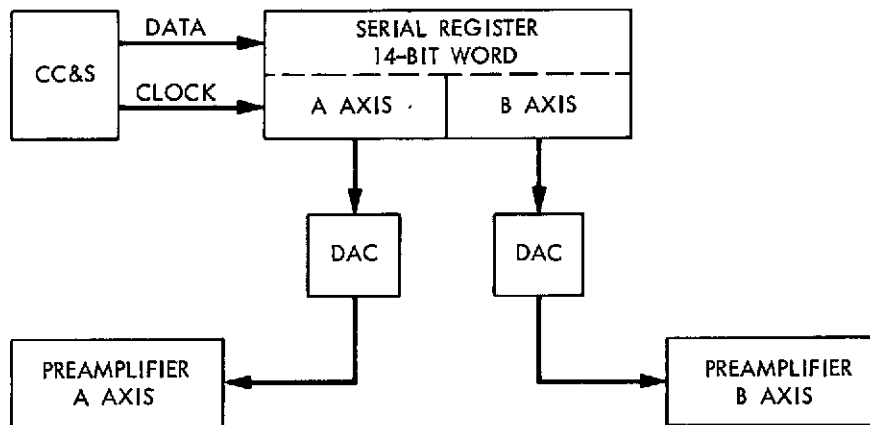 CC&S
DATA
CLOCK
SERIAL REGISTER
14-BIT WORD
A AXIS
B AXIS
DAC
DAC
PREAMPLIFIER
A AXIS
PREAMPLIFIER
B AXIS